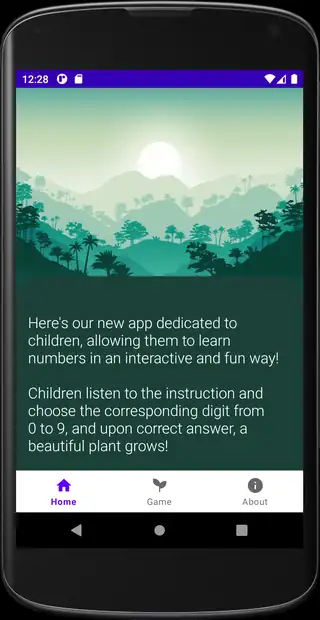 12:28
Here's our new app dedicated to
children, allowing them to learn
numbers in an interactive and fun way!
Children listen to the instruction and
choose the corresponding digit from
0 to 9, and upon correct answer, a
beautiful plant grows!
Home Game About